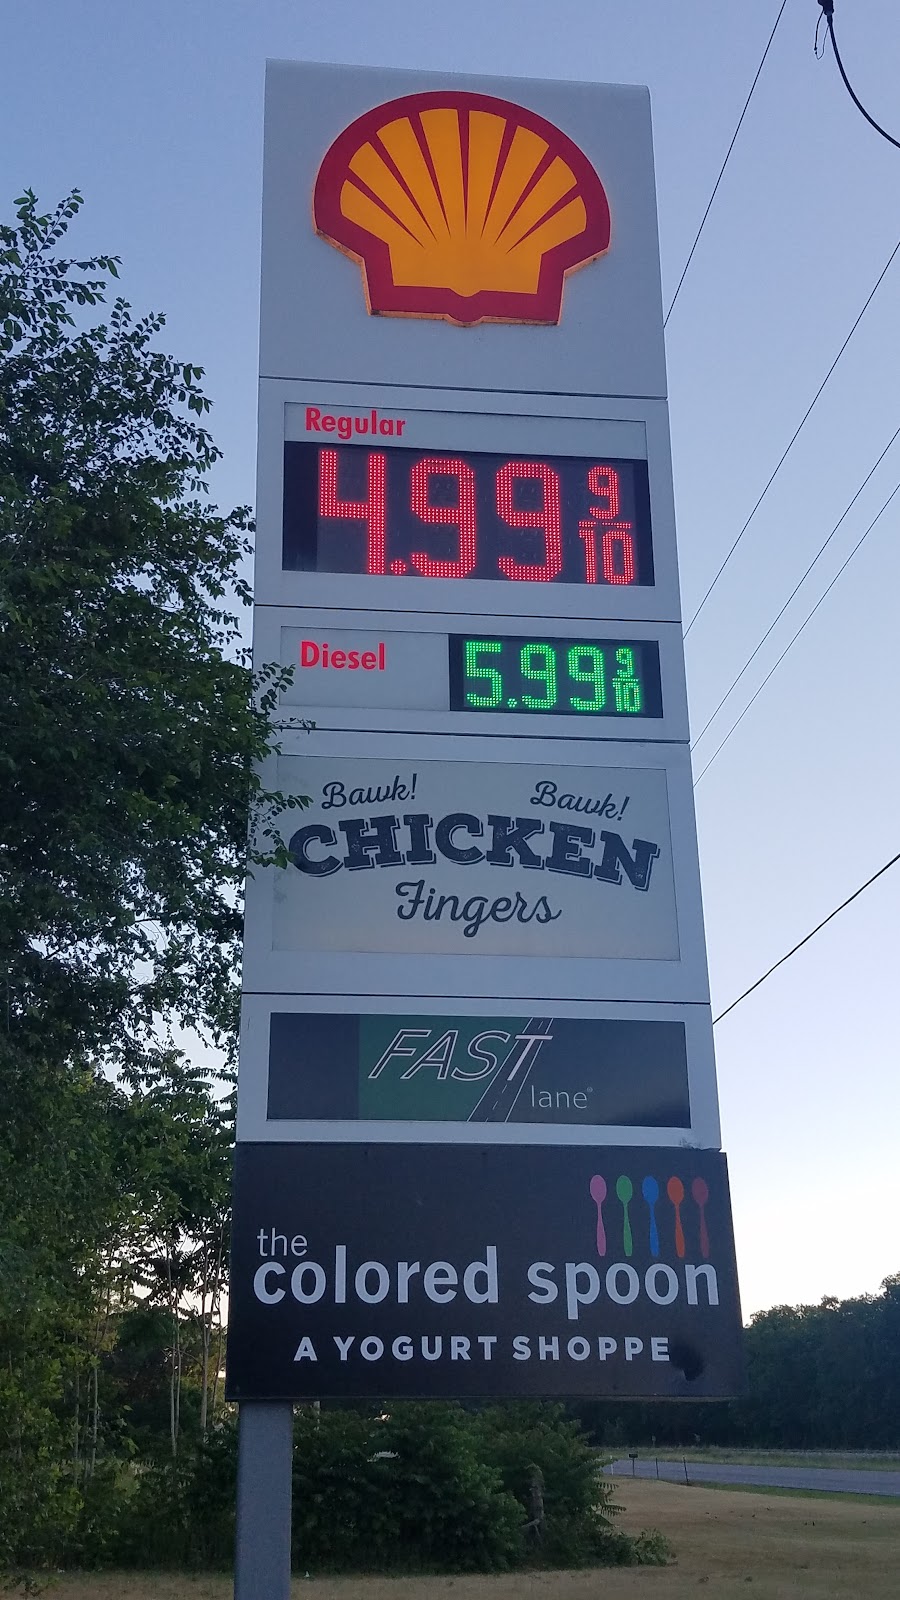 Regular
4.99 9/10
Diesel 5.99 9/10
Bawk! Bawk!
CHICKEN
Fingers
FAST
lane®
the
colored spoon
A YOGURT SHOPPE